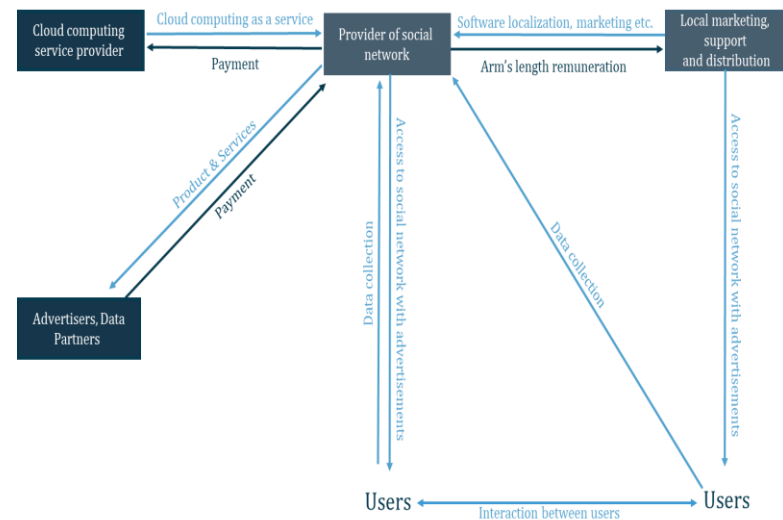 Cloud computing
service provider
Cloud computing as a service
Payment
Provider of social
network
Software localization, marketing etc.
Arm's length remuneration
Local marketing,
support
and distribution
Product & Services
Payment
Data collection
Access to social network with advertisements
Data collection
Access to social network with advertisements
Advertisers, Data
Partners
Users
Interaction between users
Users